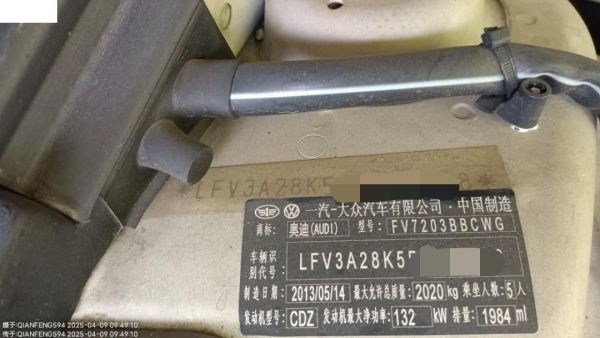 *LFV3A28K5 8*
一汽-大众汽车有限公司·中国制造
商标: 奥迪(AUDI) 型号: FV7203BBCWG
车辆识别代号: LFV3A28K5
制造日期: 2013/05/14 最大允许总质量: 2020 kg 乘坐人数: 5人
发动机型号: CDZ 发动机最大净功率: 132 kW 排量: 1984 ml
摄于:QIANFENG594 2025-04-09 09:49:10
传于:QIANFENG594 2025-04-09 09:49:10